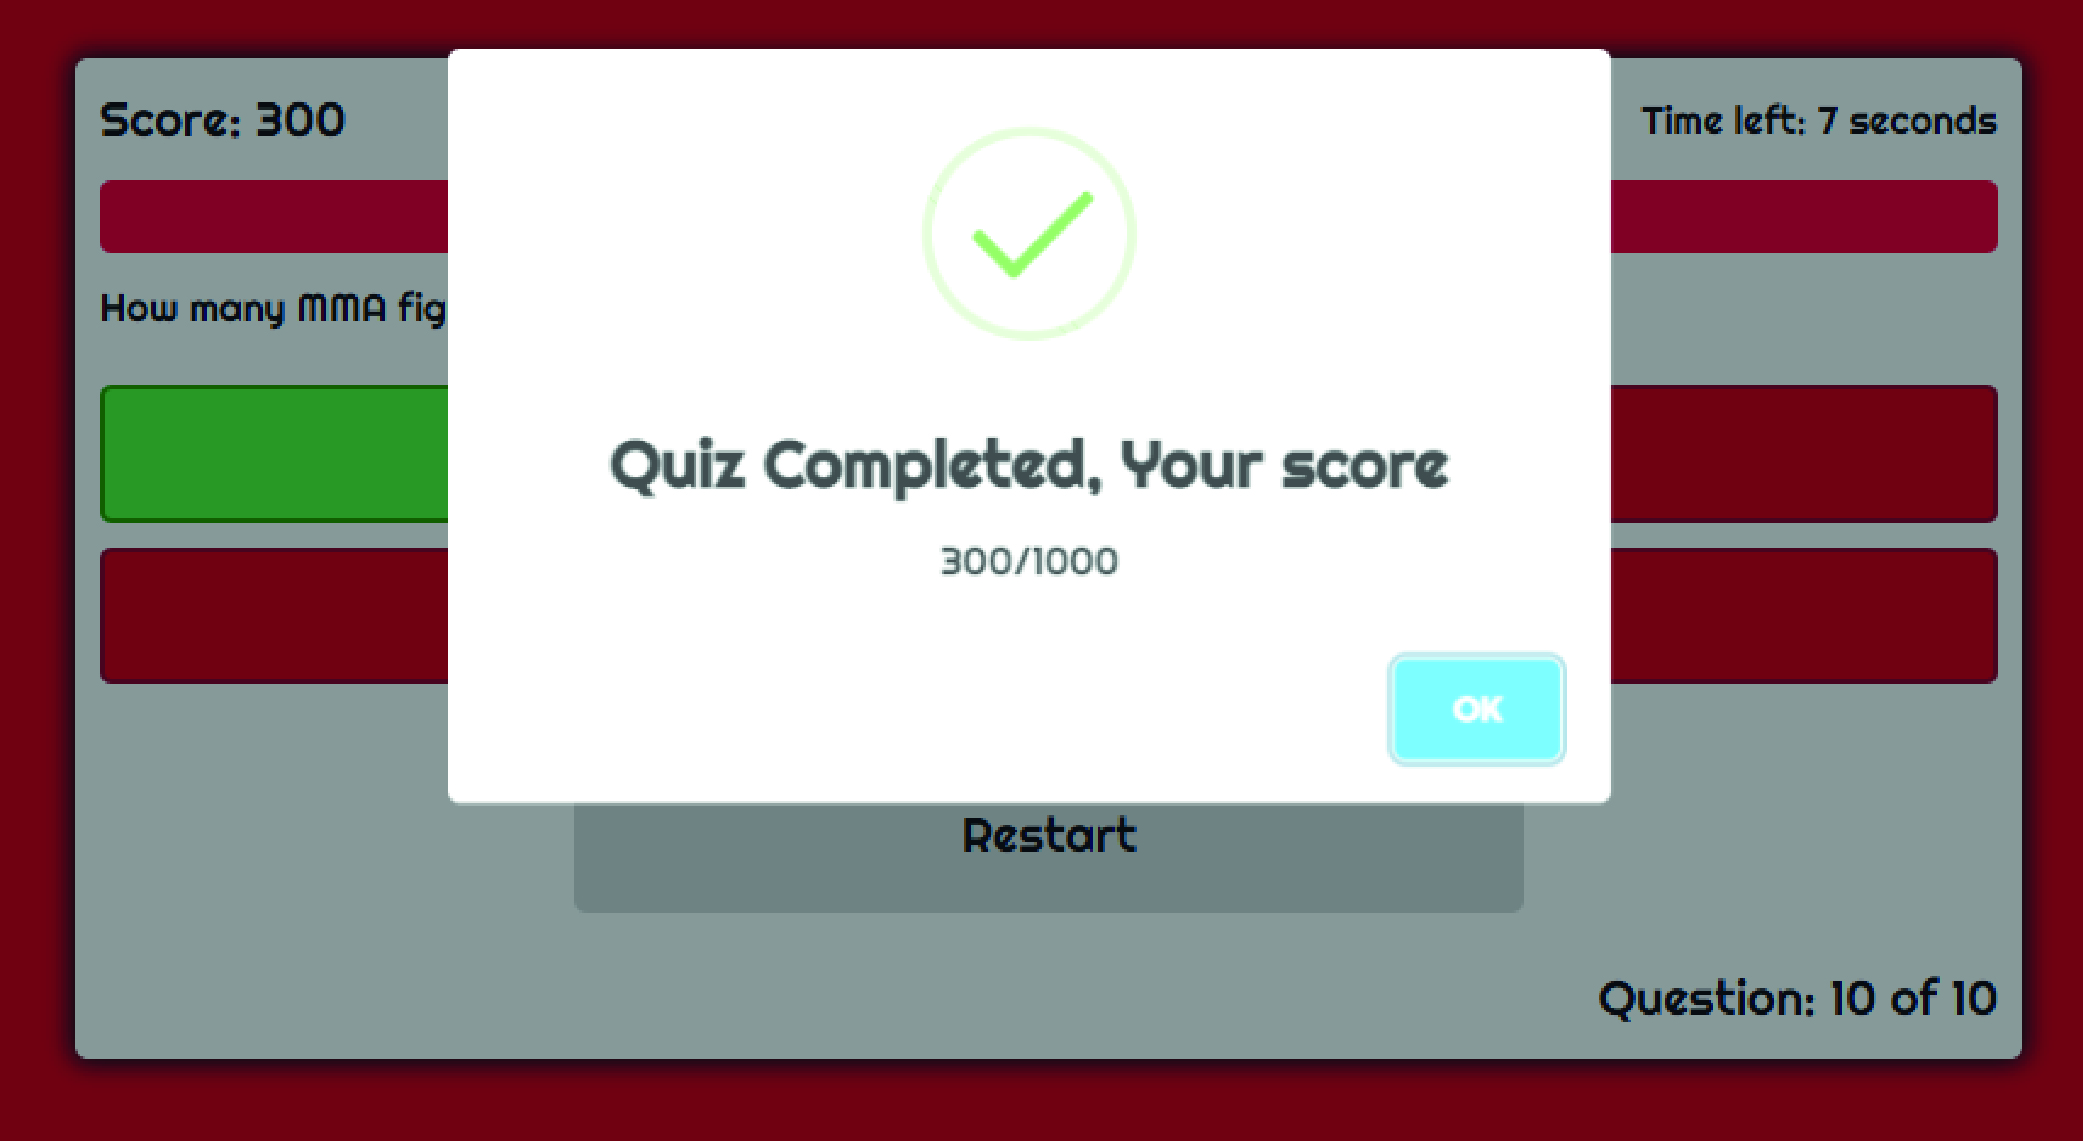 Score: 300
Time left: 7 seconds
How many MMA fig
Quiz Completed, Your score
300/1000
OK
Restart
Question: 10 of 10